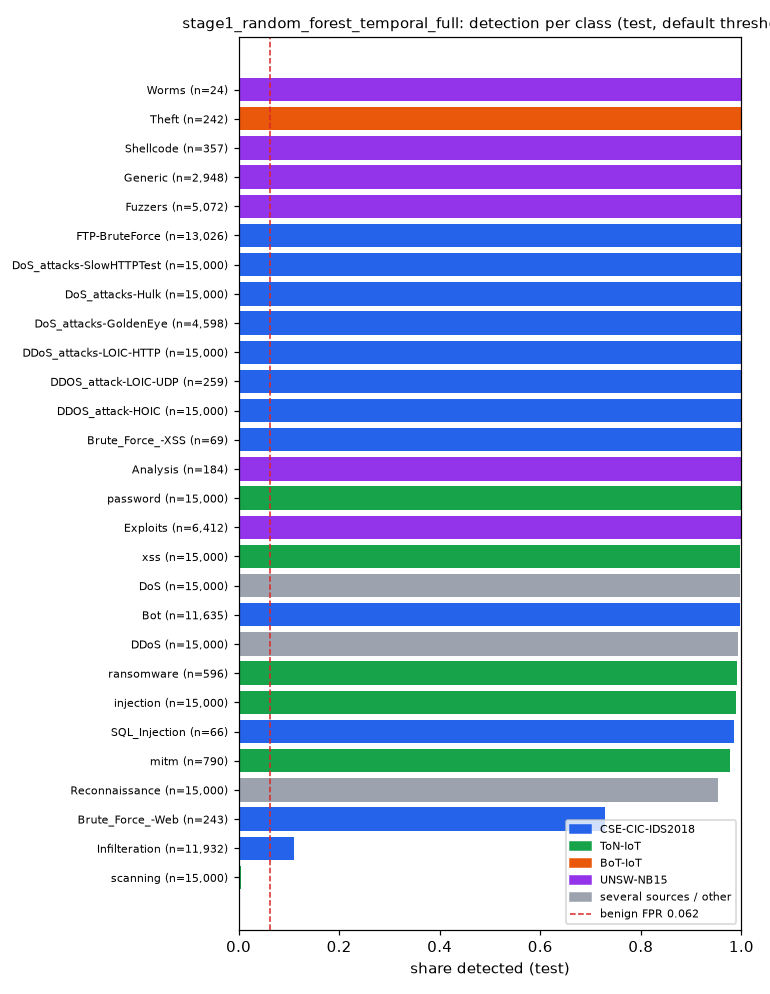 stage1_random_forest_temporal_full: detection per class (test, default
Worms (n=24)
Theft (n=242)
Shellcode (n=357)
Generic (n=2,948)
Fuzzers (n=5,072)
FTP-BruteForce (n=13,026)
DoS_attacks-SlowHTTPTest (n=15,000)
DoS_attacks-Hulk (n=15,000)
DoS_attacks-GoldenEye (n=4,598)
DDoS_attacks-LOIC-HTTP (n=15,000)
DDOS_attack-LOIC-UDP (n=259)
DDOS_attack-HOIC (n=15,000)
Brute_Force_-XSS (n=69)
Analysis (n=184)
password (n=15,000)
Exploits (n=6,412)
xss (n=15,000)
DoS (n=15,000)
Bot (n=11,635)
DDoS (n=15,000)
ransomware (n=596)
injection (n=15,000)
SQL_Injection (n=66)
mitm (n=790)
Reconnaissance (n=15,000)
Brute_Force_-Web (n=243)
Infilteration (n=11,932)
scanning (n=15,000)
CSE-CIC-IDS2018
ToN-IoT
BoT-IoT
UNSW-NB15
several sources / other
benign FPR 0.062
0.0 0.2 0.4 0.6 0.8 1.0
share detected (test)